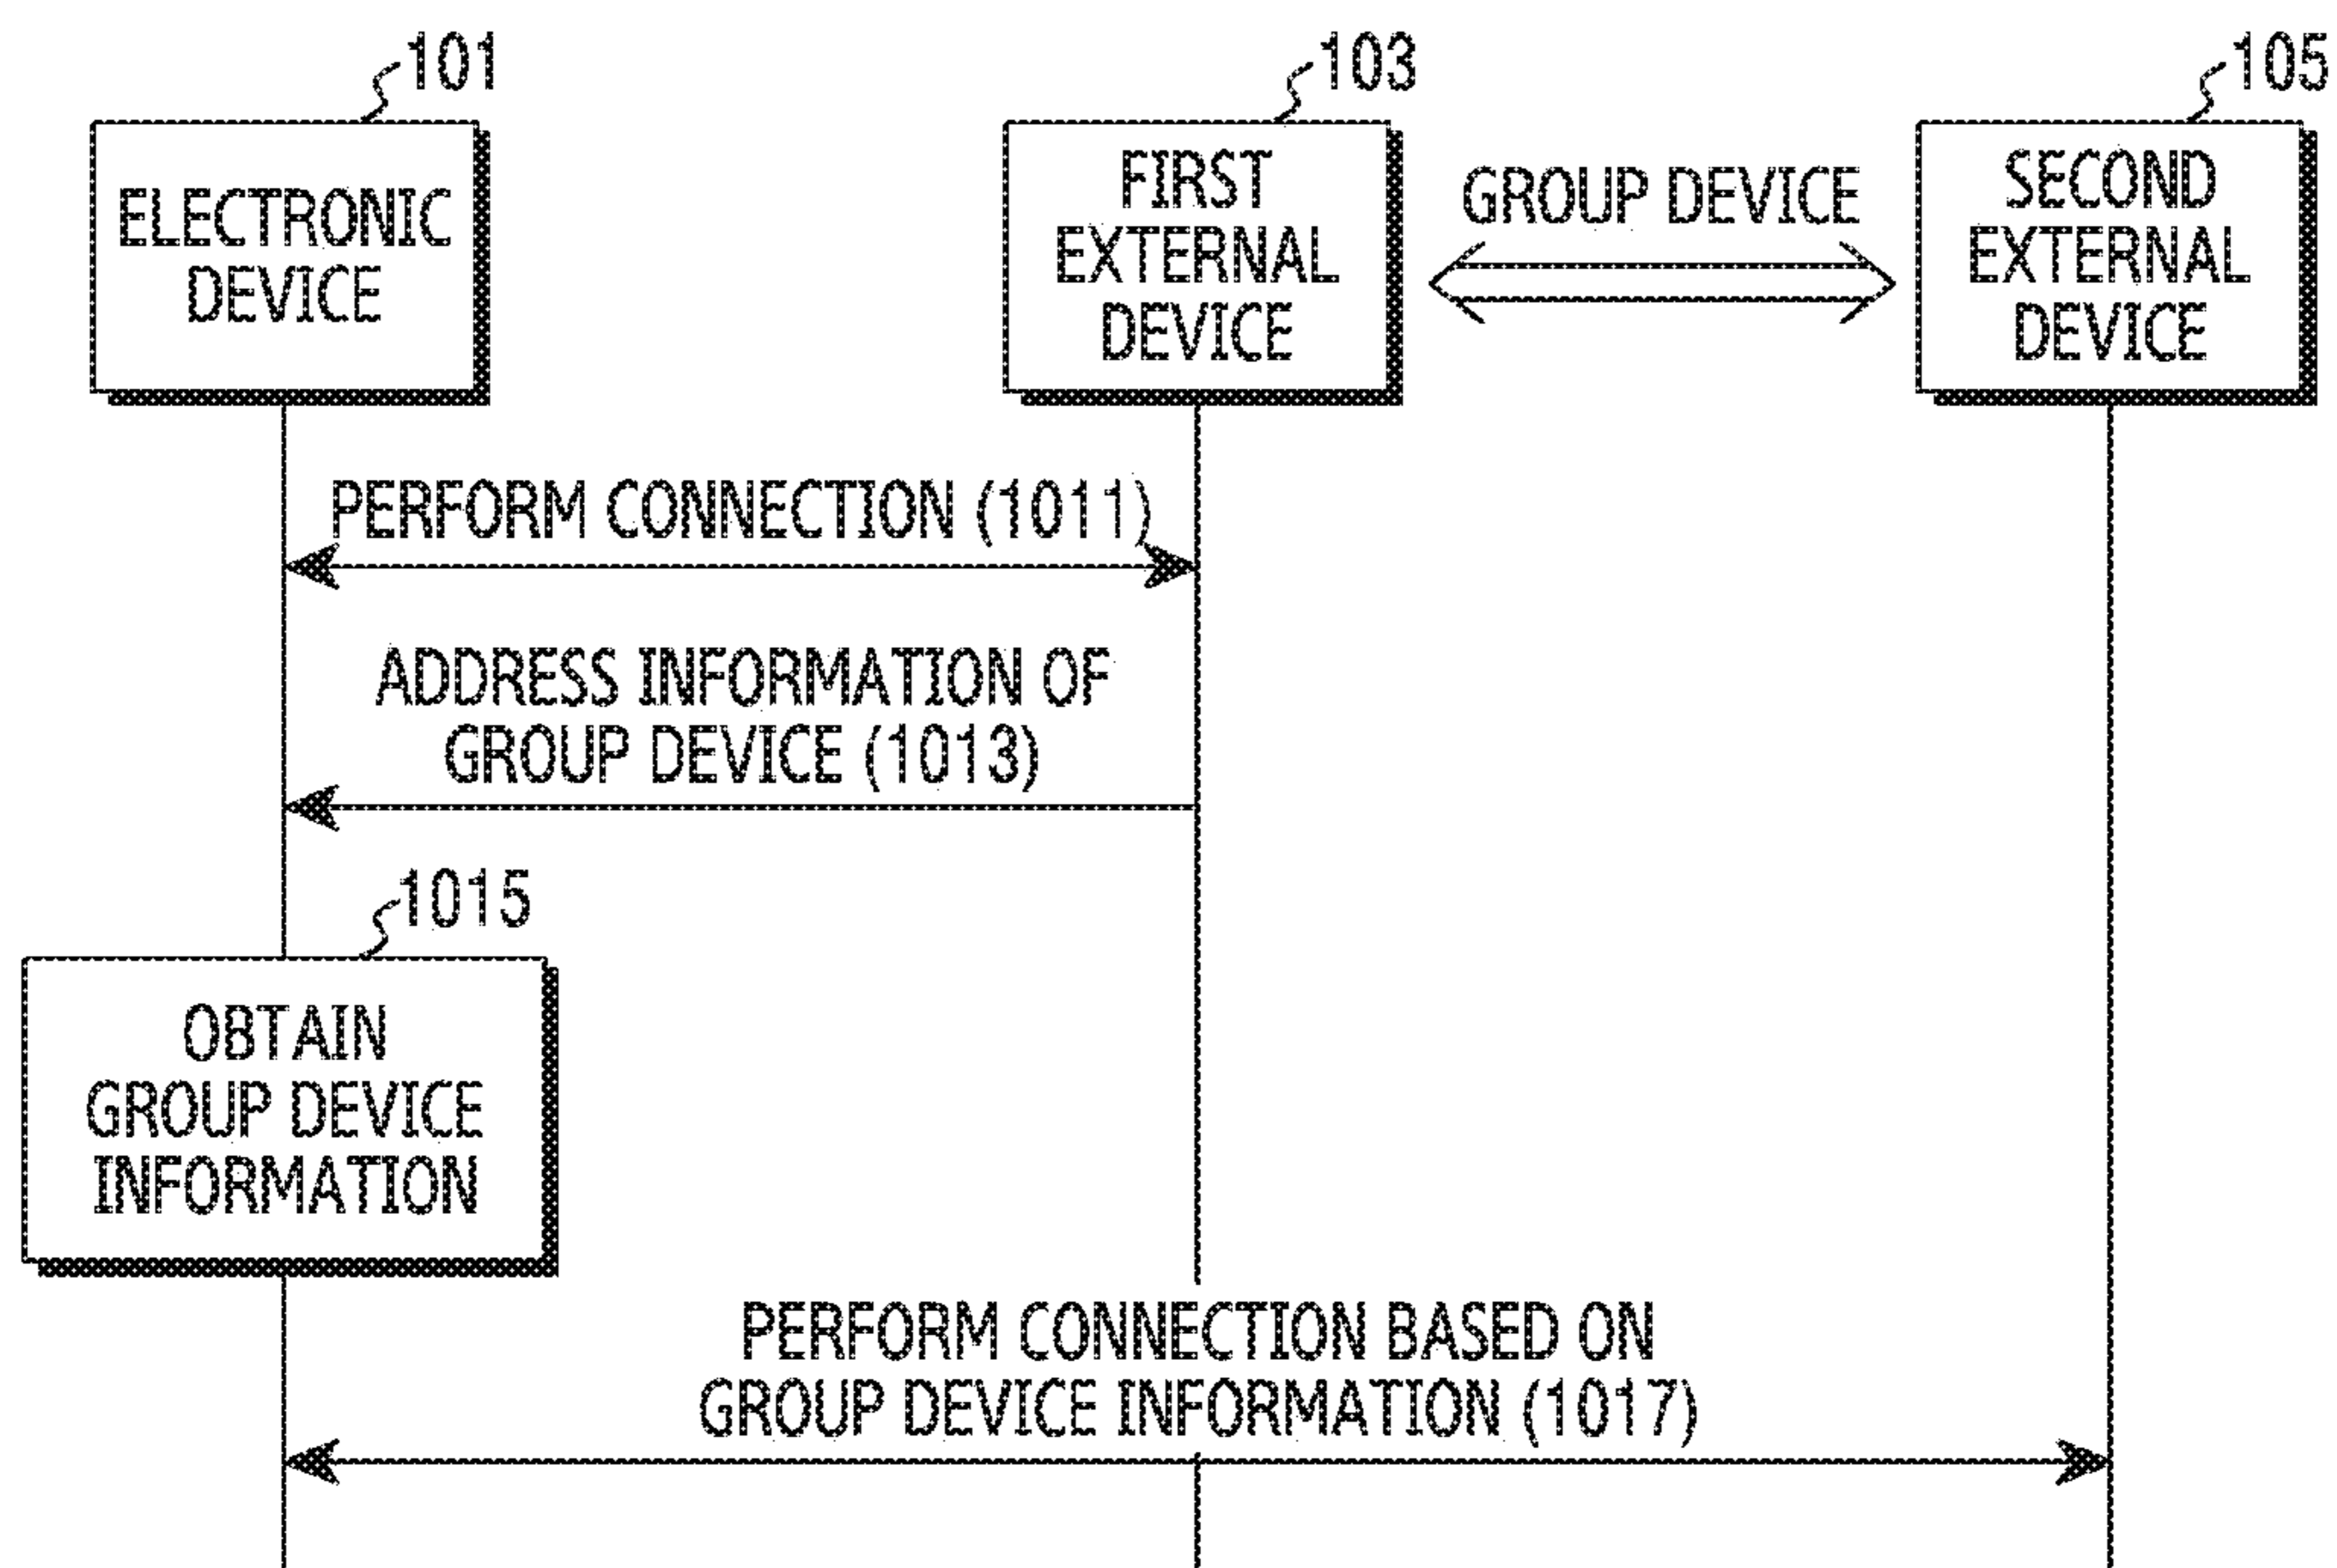 101
103
105
ELECTRONIC
DEVICE
FIRST
EXTERNAL
DEVICE
GROUP DEVICE
SECOND
EXTERNAL
DEVICE
PERFORM CONNECTION (1011)
ADDRESS INFORMATION OF
GROUP DEVICE (1013)
1015
OBTAIN
GROUP DEVICE
INFORMATION
PERFORM CONNECTION BASED ON
GROUP DEVICE INFORMATION (1017)